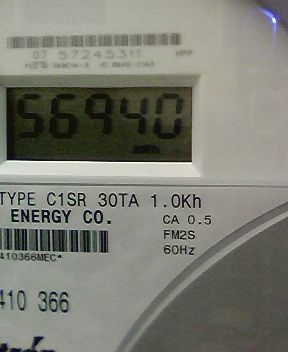 07 57245311
56940
kWh
TYPE C1SR 30TA 1.0Kh
ENERGY CO.
CA 0.5
FM2S
60Hz
410366MEC*
410 366